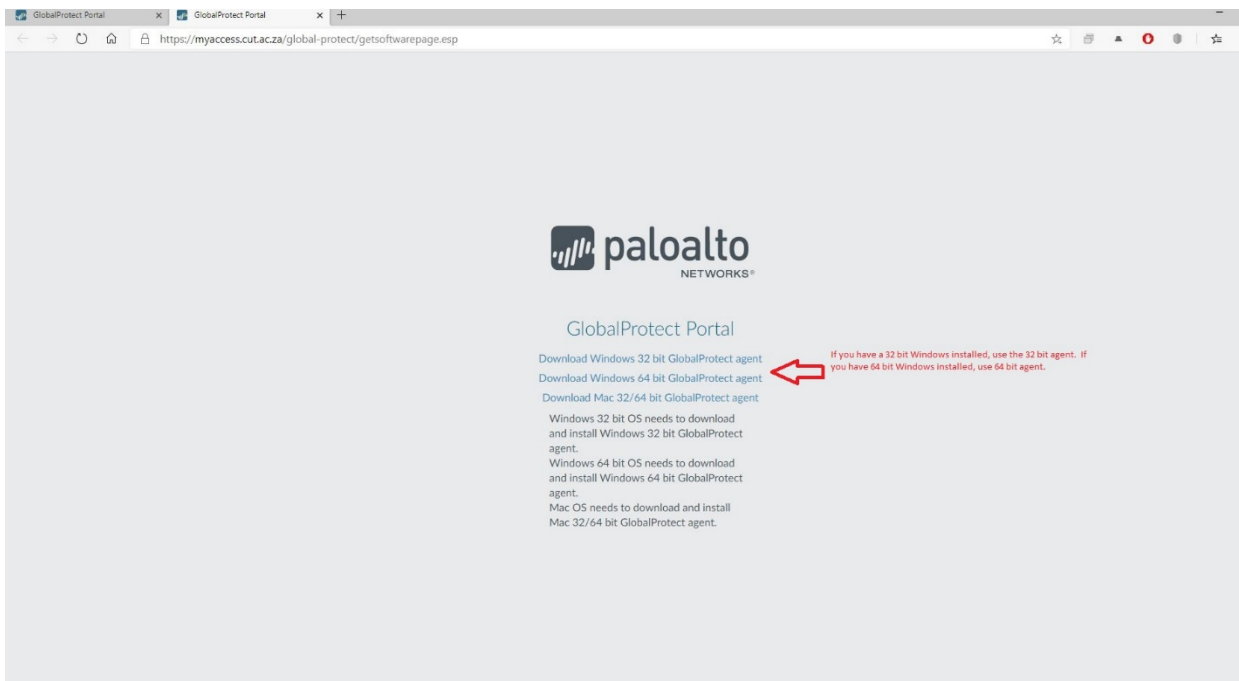 GlobalProtect Portal
GlobalProtect Portal
https://myaccess.cut.ac.za/global-protect/getsoftwarepage.esp
paloalto
NETWORKS®
GlobalProtect Portal
Download Windows 32 bit GlobalProtect agent
Download Windows 64 bit GlobalProtect agent
Download Mac 32/64 bit GlobalProtect agent
If you have a 32 bit Windows installed, use the 32 bit agent. If
you have 64 bit Windows installed, use 64 bit agent.
Windows 32 bit OS needs to download
and install Windows 32 bit GlobalProtect
agent.
Windows 64 bit OS needs to download
and install Windows 64 bit GlobalProtect
agent.
Mac OS needs to download and install
Mac 32/64 bit GlobalProtect agent.